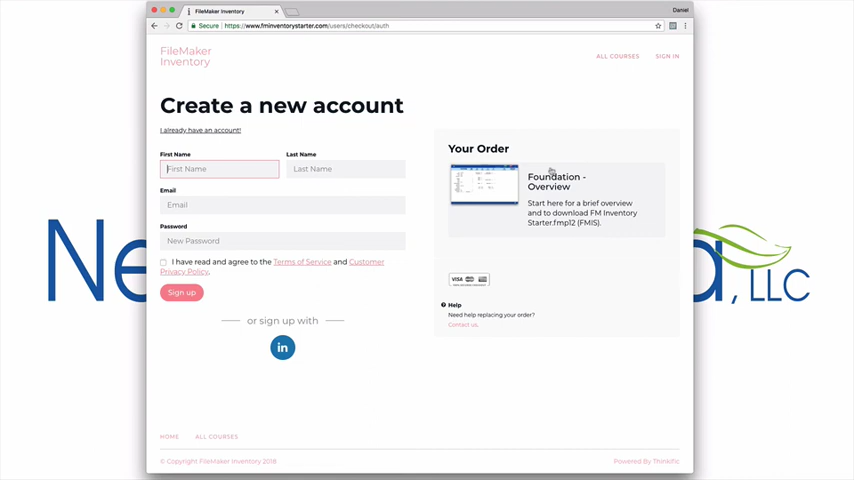 FileMaker Inventory
Daniel
Secure
https://www.fminventorystarter.com/users/checkout/auth
FileMaker
Inventory
ALL COURSES
SIGN IN
Create a new account
I already have an account!
First Name
Last Name
First Name
Last Name
Email
Email
Password
New Password
I have read and agree to the Terms of Service and Customer
Privacy Policy.
Sign up
or sign up with
in
Your Order
Foundation -
Overview
Start here for a brief overview
and to download FM Inventory
Starter.fmp12 (FMIS).
VISA
Help
Need help replacing your order?
Contact us.
Ne
a, LLC
HOME
ALL COURSES
© Copyright FileMaker Inventory 2018
Powered By Thinkific